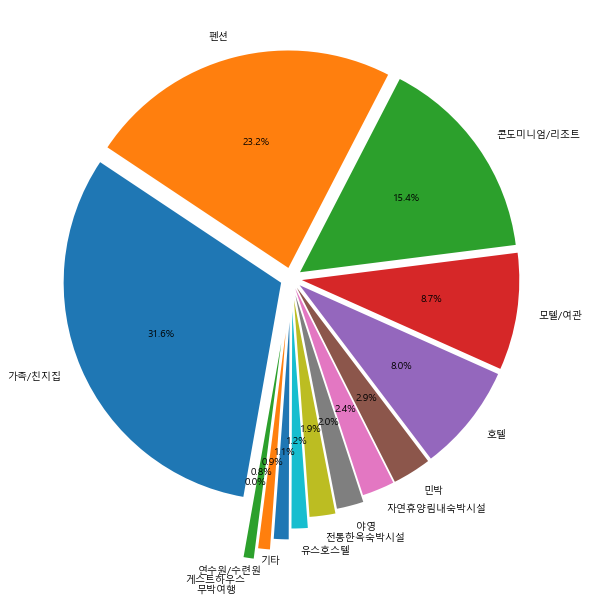 펜션
콘도미니엄/리조트
23.2%
15.4%
8.7%
모텔/여관
31.6%
8.0%
가족/친지집
2.9%
2.4%
2.0%
1.9%
호텔
1.2%
1.1%
0.9%
0.8%
0.0%
민박
자연휴양림내숙박시설
야영
전통한옥숙박시설
유스호스텔
기타
연수원/수련원
게스트하우스
무박여행